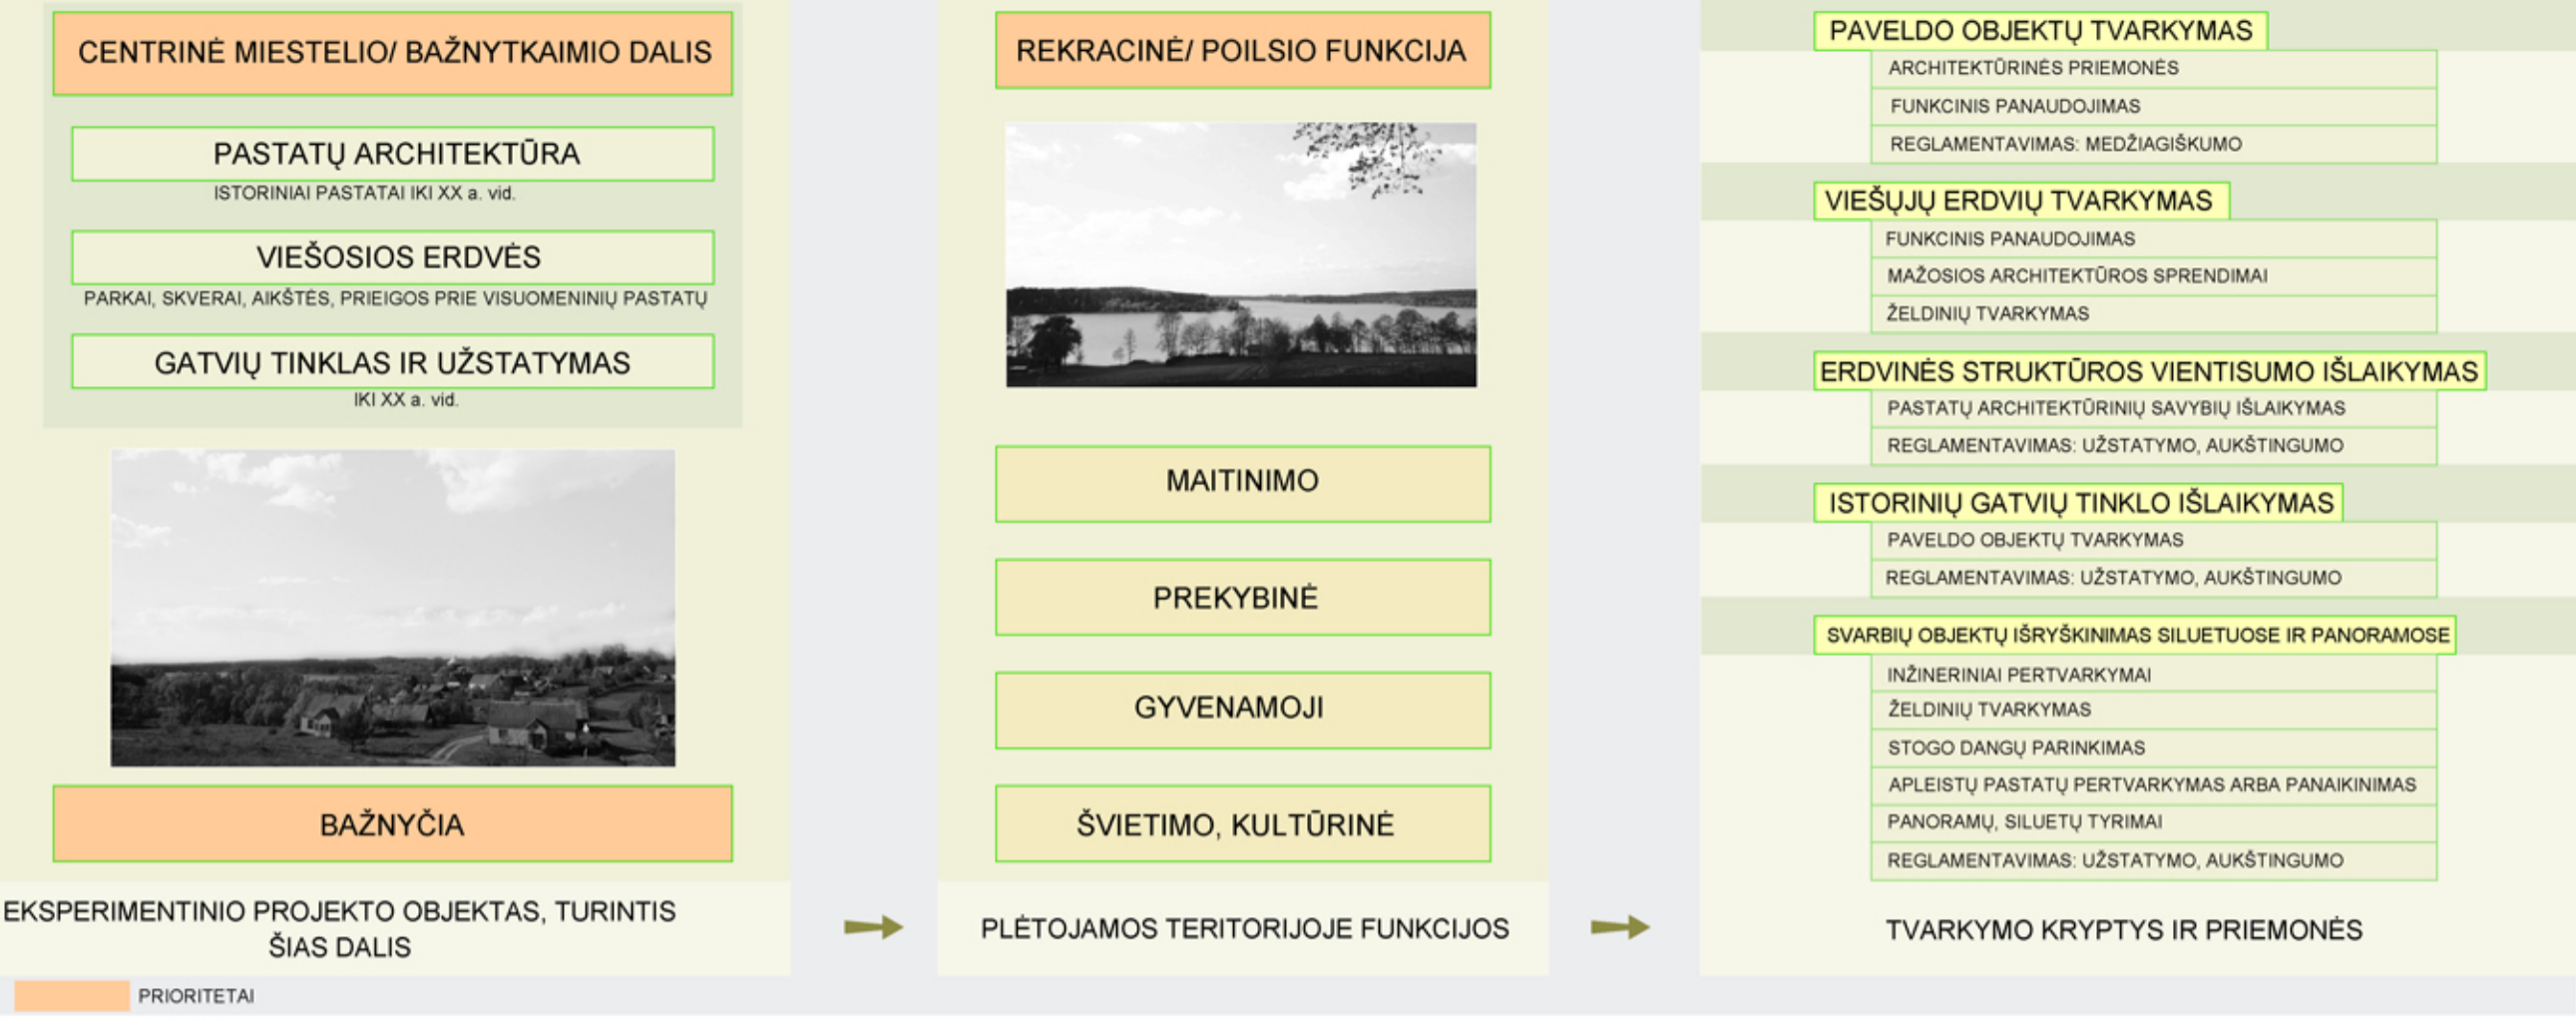 CENTRINĖ MIESTELIO/ BAŽNYTKAIMIO DALIS
PASTATŲ ARCHITEKTŪRA
ISTORINIAI PASTATAI IKI XX a. vid.
VIEŠOSIOS ERDVĖS
PARKAI, SKVERAI, AIKŠTĖS, PRIEIGOS PRIE VISUOMENINIŲ PASTATŲ
GATVIŲ TINKLAS IR UŽSTATYMAS
IKI XX a. vid.
BAŽNYČIA
EKSPERIMENTINIO PROJEKTO OBJEKTAS, TURINTIS
ŠIAS DALIS
PRIORITETAI
REKRACINĖ/ POILSIO FUNKCIJA
MAITINIMO
PREKYBINĖ
GYVENAMOJI
ŠVIETIMO, KULTŪRINĖ
PLĖTOJAMOS TERITORIJOJE FUNKCIJOS
PAVELDO OBJEKTŲ TVARKYMAS
ARCHITEKTŪRINĖS PRIEMONĖS
FUNKCINIS PANAUDOJIMAS
REGLAMENTAVIMAS: MEDŽIAGIŠKUMO
VIEŠŲJŲ ERDVIŲ TVARKYMAS
FUNKCINIS PANAUDOJIMAS
MAŽOSIOS ARCHITEKTŪROS SPRENDIMAI
ŽELDINIŲ TVARKYMAS
ERDVINĖS STRUKTŪROS VIENTISUMO IŠLAIKYMAS
PASTATŲ ARCHITEKTŪRINIŲ SAVYBIŲ IŠLAIKYMAS
REGLAMENTAVIMAS: UŽSTATYMO, AUKŠTINGUMO
ISTORINIŲ GATVIŲ TINKLO IŠLAIKYMAS
PAVELDO OBJEKTŲ TVARKYMAS
REGLAMENTAVIMAS: UŽSTATYMO, AUKŠTINGUMO
SVARBIŲ OBJEKTŲ IŠRYŠKINIMAS SILUETUOSE IR PANORAMOSE
INŽINERINIAI PERTVARKYMAI
ŽELDINIŲ TVARKYMAS
STOGO DANGŲ PARINKIMAS
APLEISTŲ PASTATŲ PERTVARKYMAS ARBA PANAIKINIMAS
PANORAMŲ, SILUETŲ TYRIMAI
REGLAMENTAVIMAS: UŽSTATYMO, AUKŠTINGUMO
TVARKYMO KRYPTYS IR PRIEMONĖS